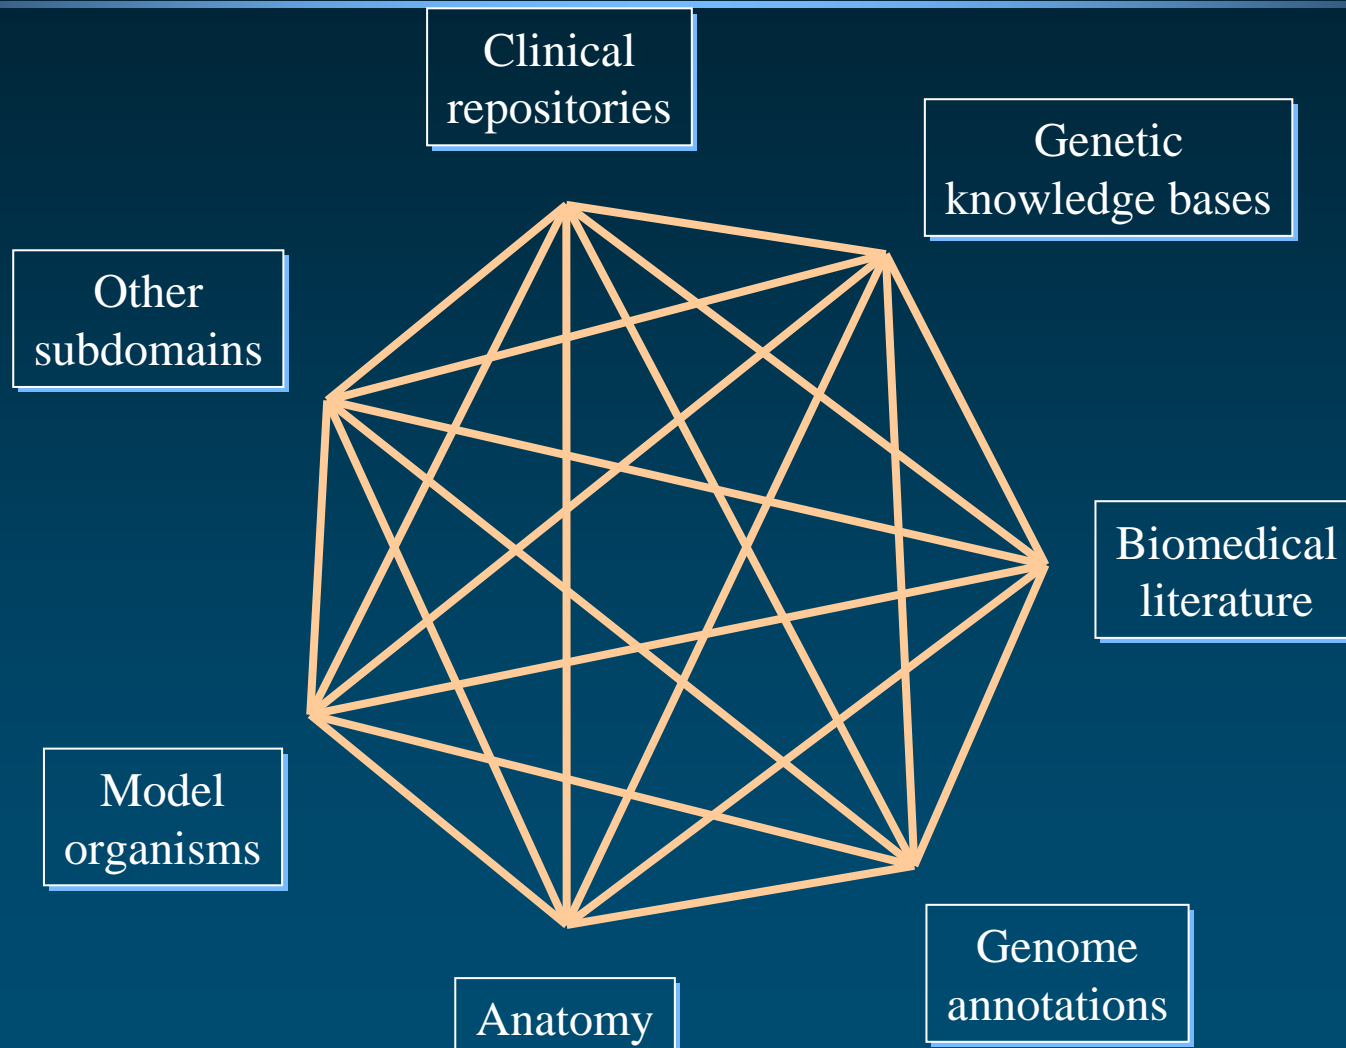 Clinical
repositories
Genetic
knowledge bases
Other
subdomains
Biomedical
literature
Model
organisms
Genome
annotations
Anatomy